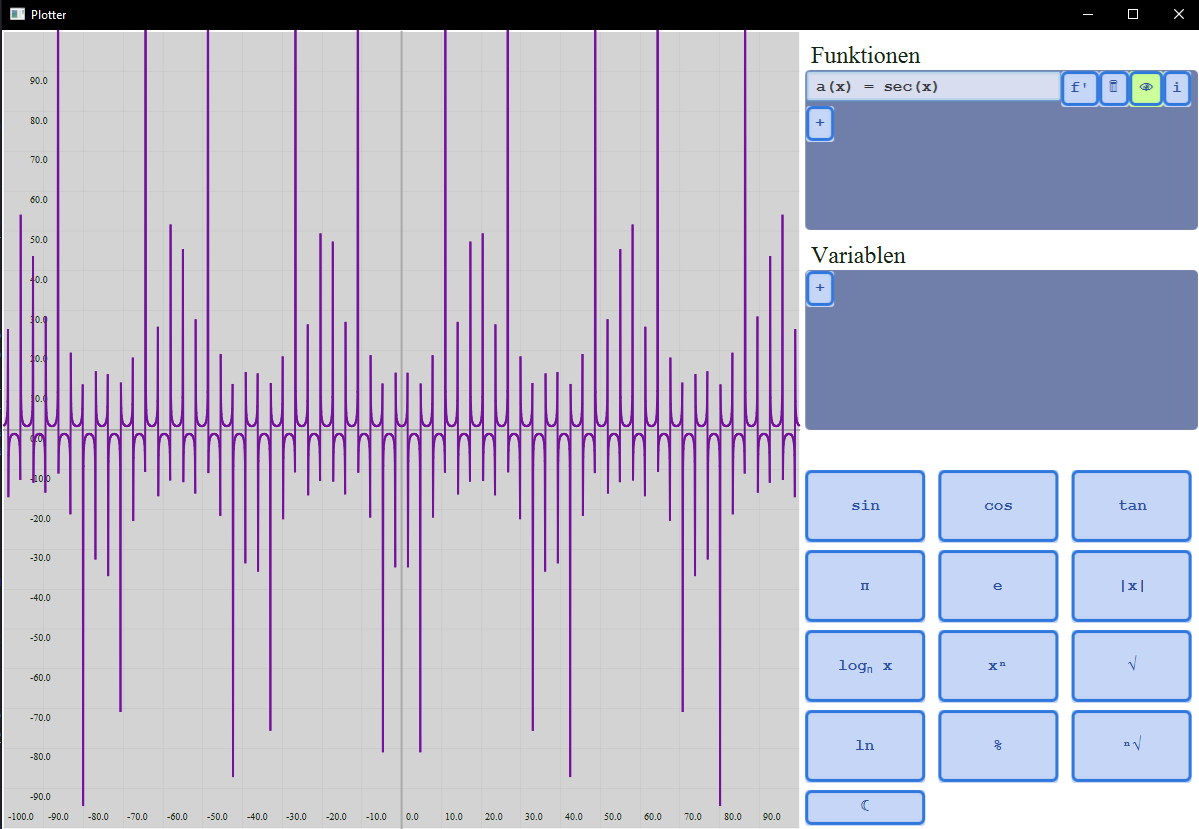 Plotter
Funktionen
a(x) = sec(x)
f'
i
+
Variablen
+
90.0
80.0
70.0
60.0
50.0
40.0
30.0
20.0
10.0
0.0
-10.0
-20.0
-30.0
-40.0
-50.0
-60.0
-70.0
-80.0
-90.0
-100.0 -90.0 -80.0 -70.0 -60.0 -50.0 -40.0 -30.0 -20.0 -10.0 0.0 10.0 20.0 30.0 40.0 50.0 60.0 70.0 80.0 90.0
sin cos tan
π e |x|
logₙ x xⁿ √
ln % ⁿ√
☾